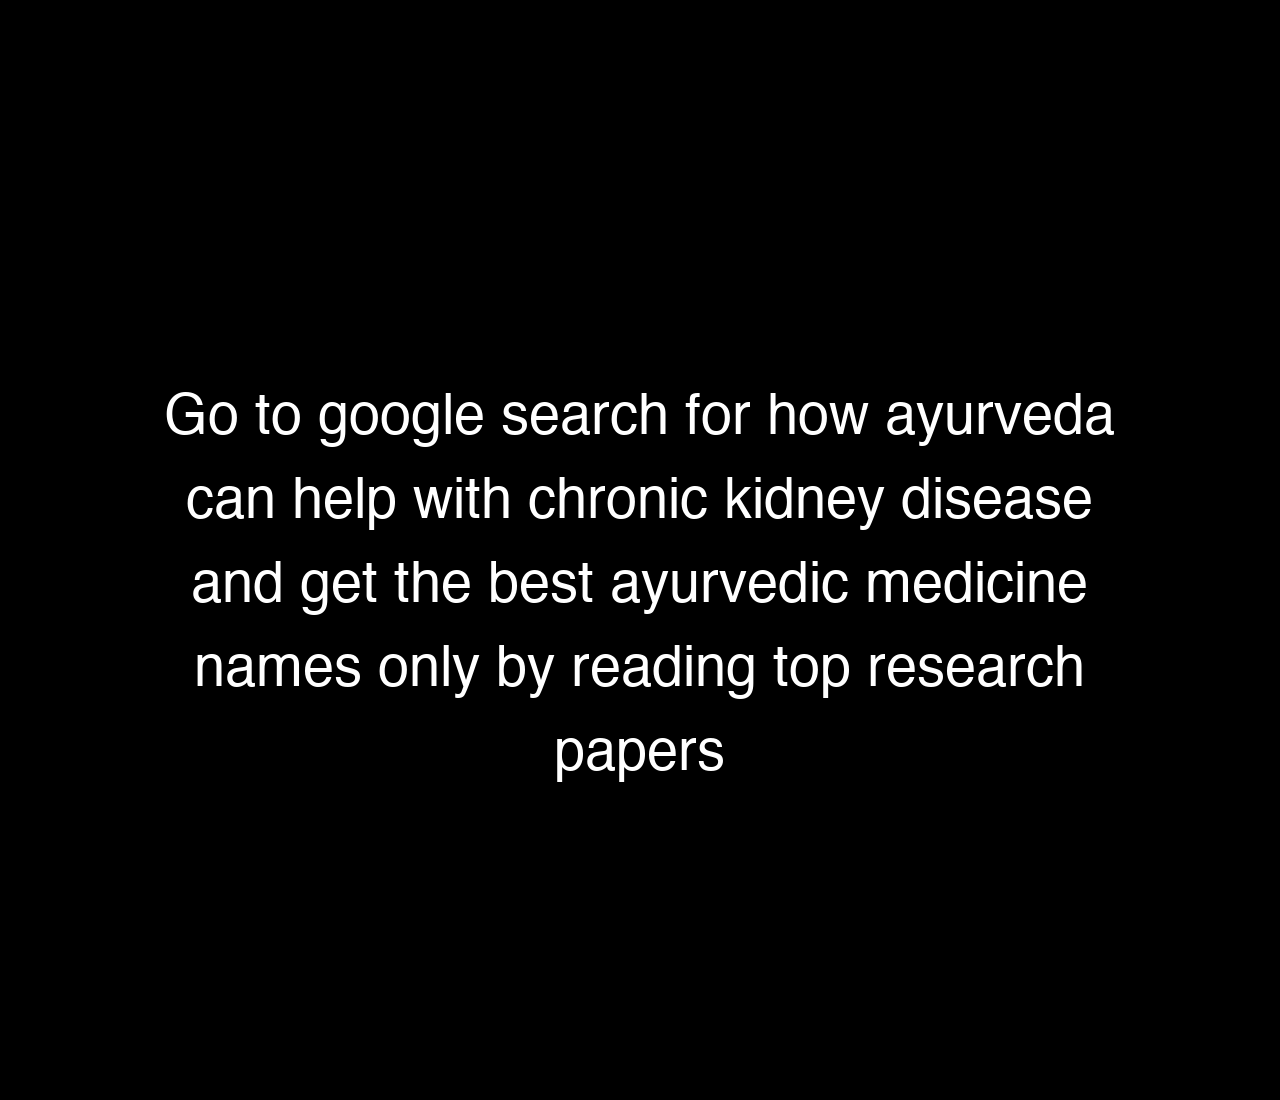 Go to google search for how ayurveda
can help with chronic kidney disease
and get the best ayurvedic medicine
names only by reading top research
papers